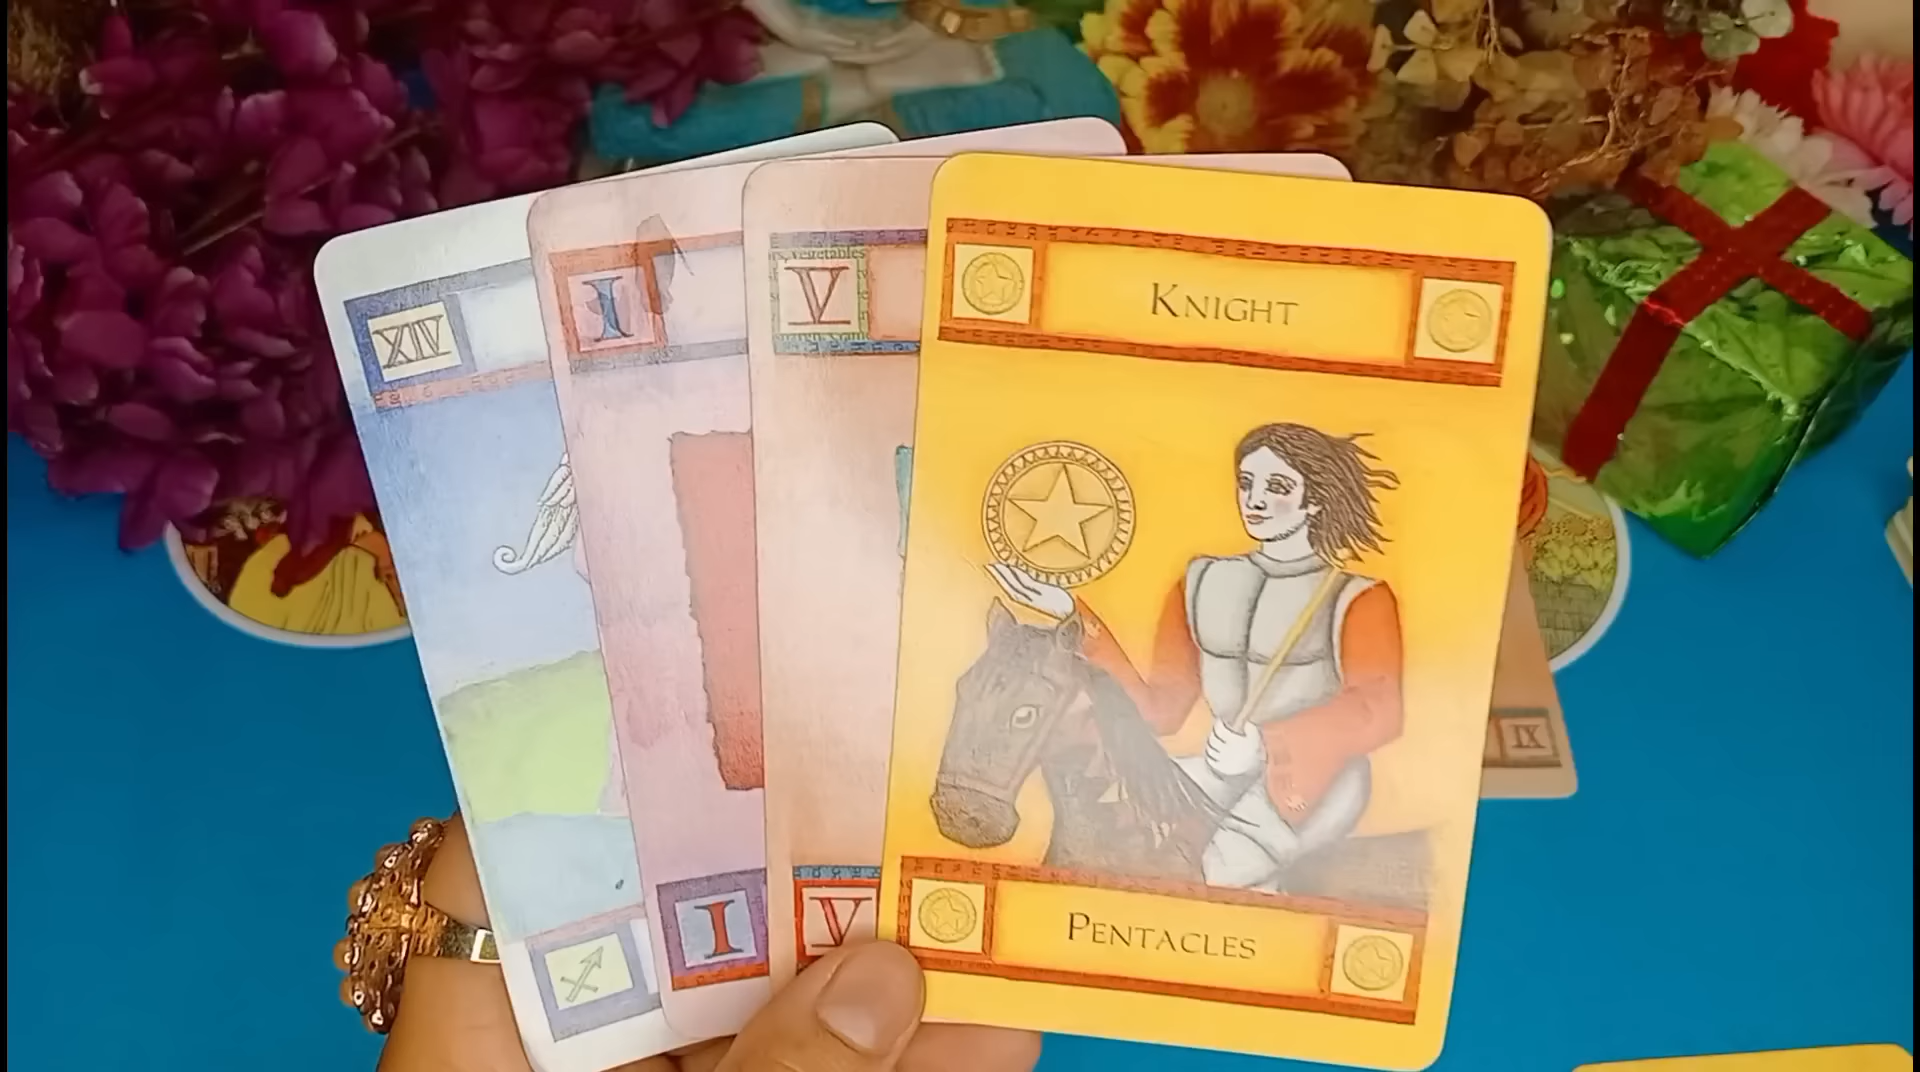 XIV
I
V
KNIGHT
I
V
PENTACLES
IX